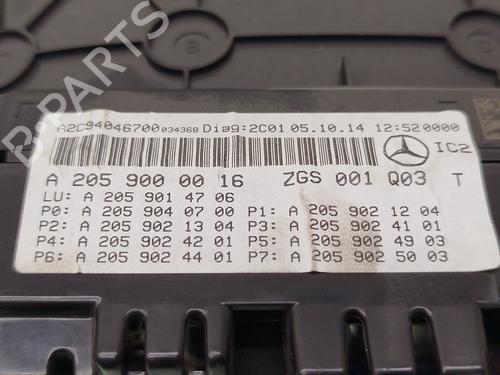 A2C94046700034368 Diag:2C01 05.10.14 12:520000
IC2
A 205 900 00 16 ZGS 001 Q03 T
LU: A 205 901 47 06
P0: A 205 904 07 00 P1: A 205 902 12 04
P2: A 205 902 13 04 P3: A 205 902 41 01
P4: A 205 902 42 01 P5: A 205 902 49 03
P6: A 205 902 44 01 P7: A 205 902 50 03
B-PARTS